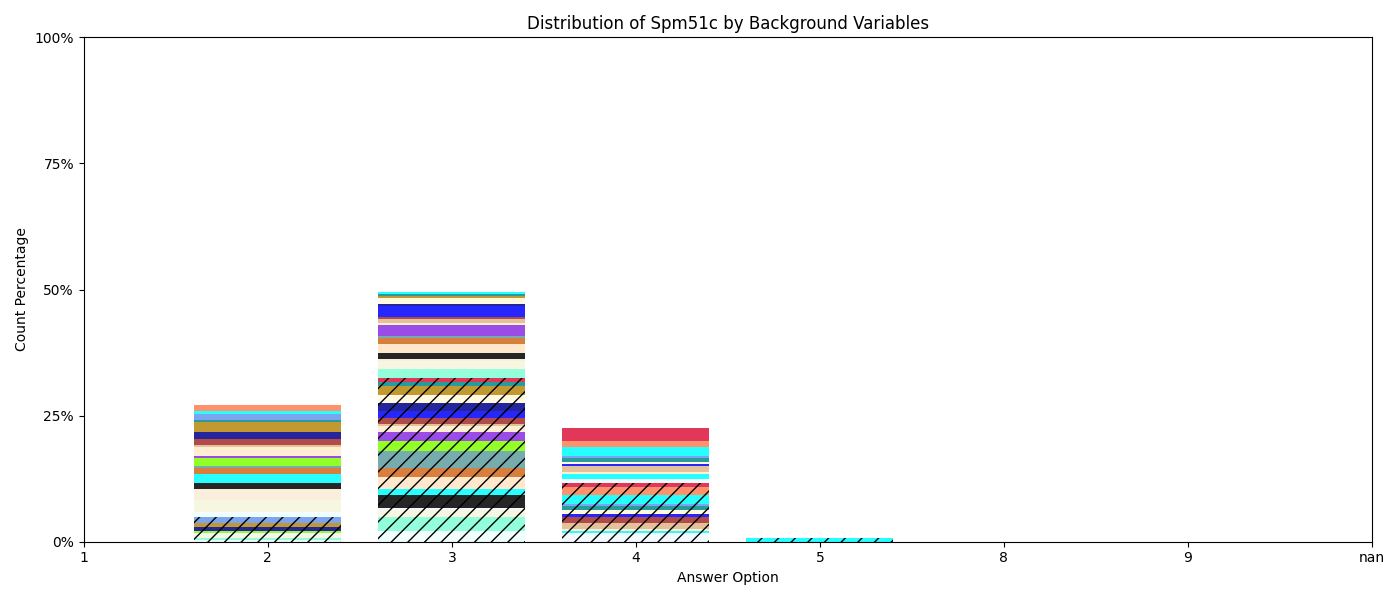 Distribution of Spm51c by Background Variables
100%
75%
50%
25%
0%
Count Percentage
1 2 3 4 5 8 9 nan
Answer Option